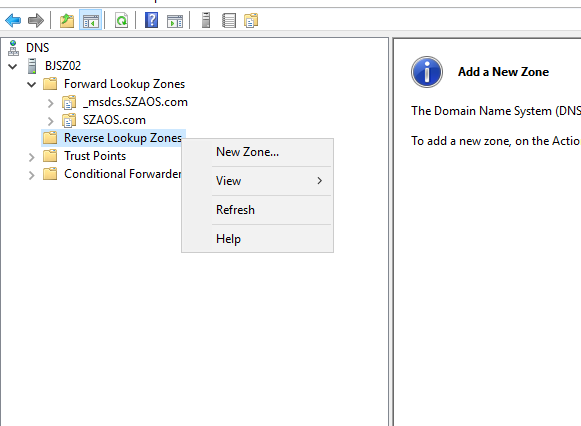 DNS
BJSZ02
Forward Lookup Zones
_msdcs.SZAOS.com
SZAOS.com
Reverse Lookup Zones
Trust Points
Conditional Forwarder
New Zone...
View
Refresh
Help
Add a New Zone
The Domain Name System (DNS
To add a new zone, on the Actio